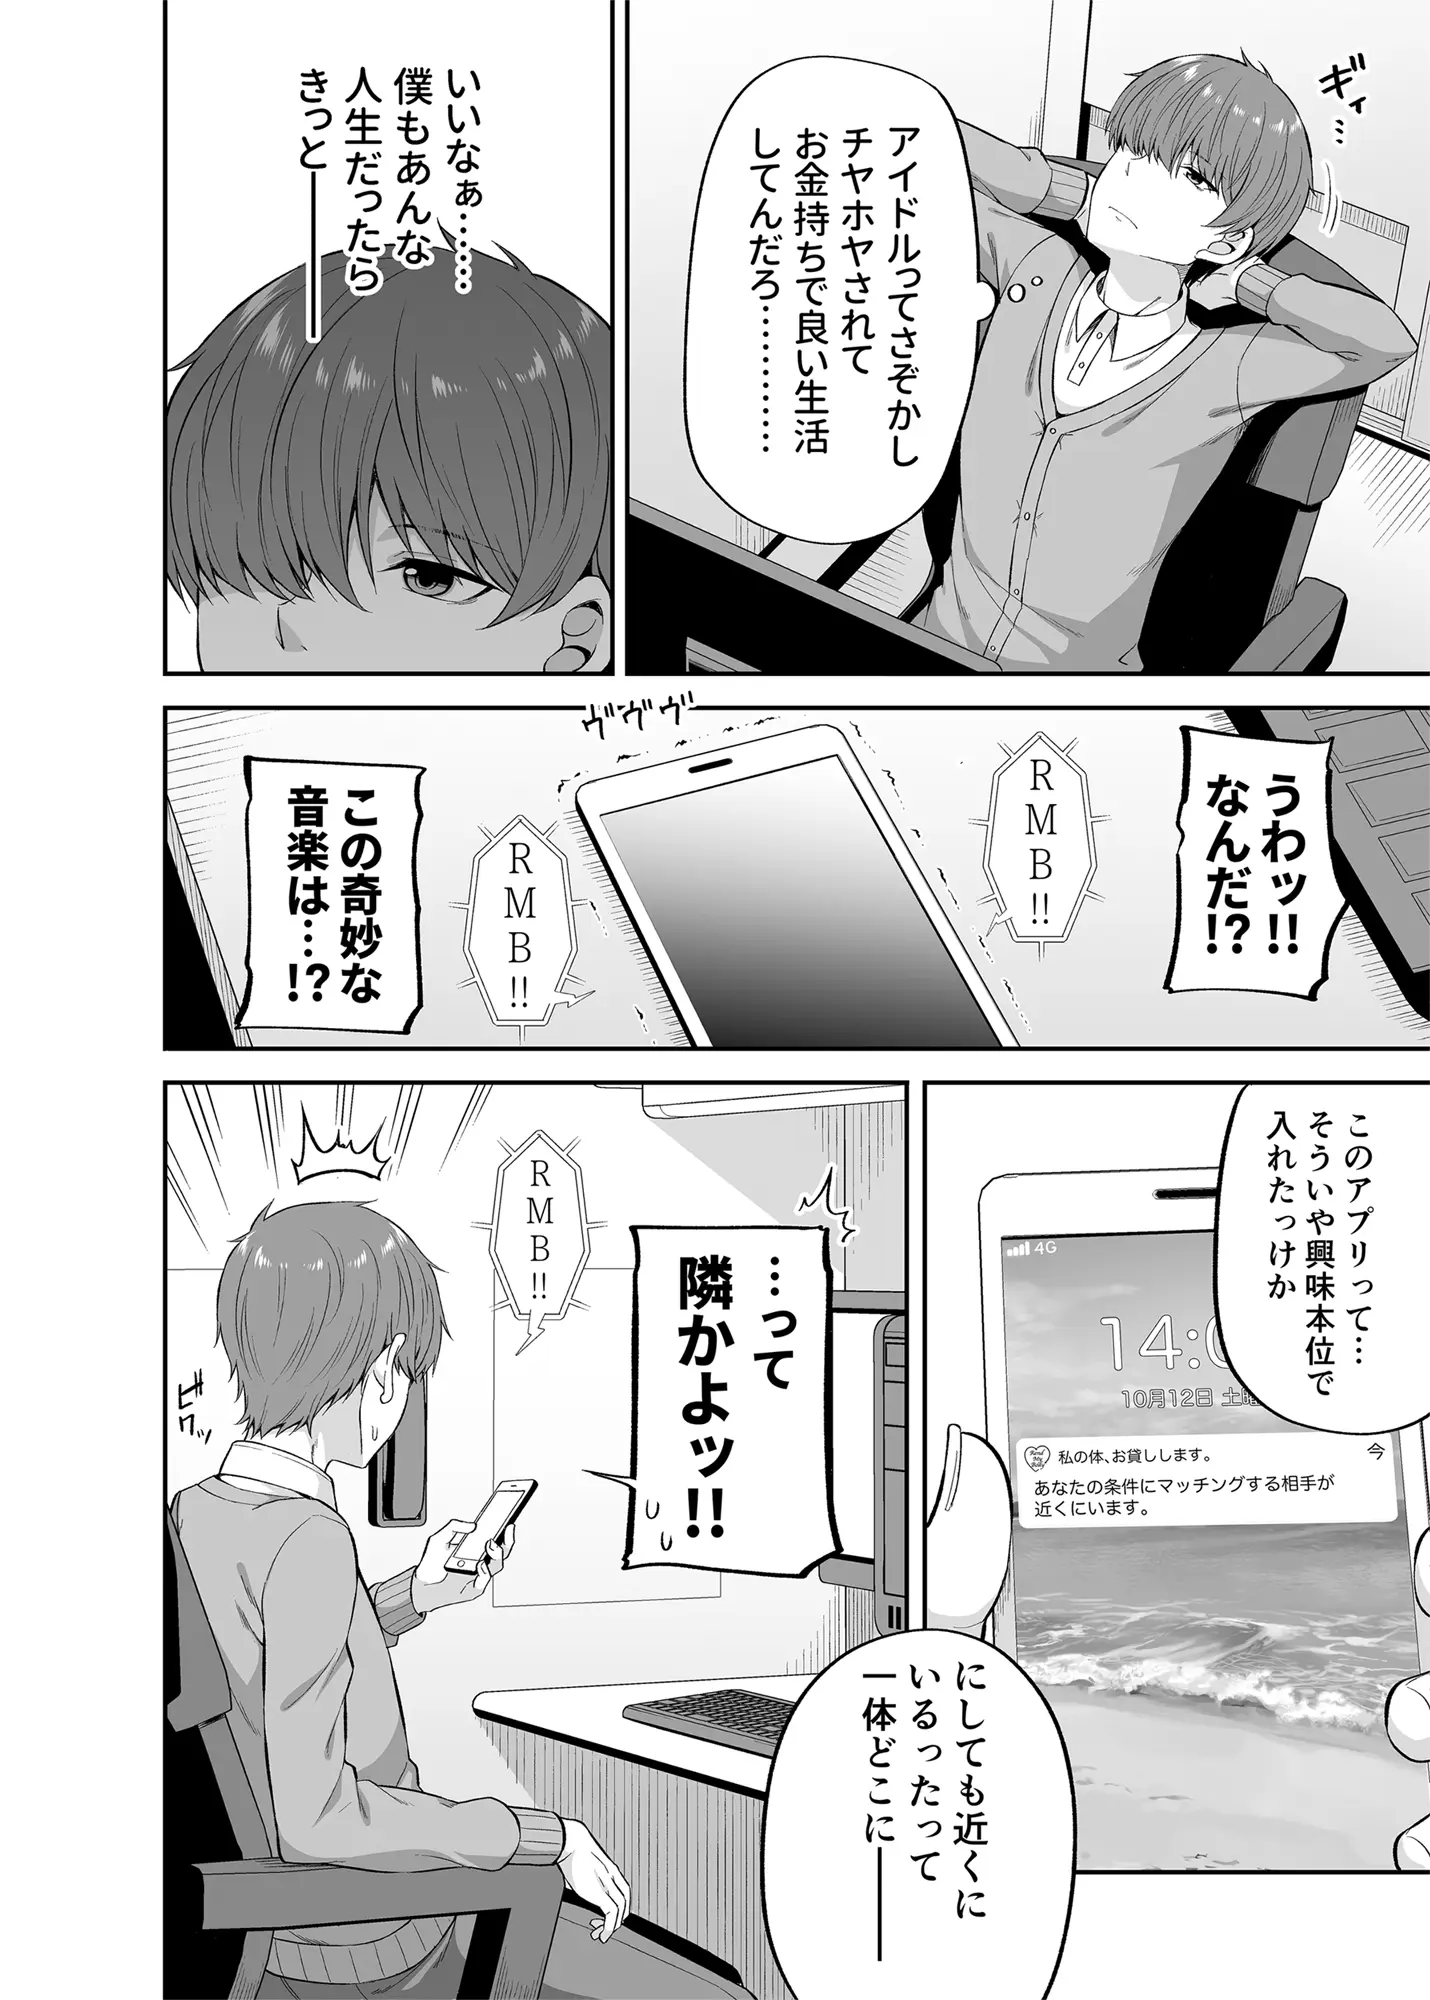 ギィ…
アイドルってさぞかし
チヤホヤされて
お金持ちで良い生活
してんだろ…………
いいなぁ……
僕もあんな
人生だったら
きっと――
うわッ!!
なんだ!?
RMB!!
ヴヴヴ
RMB!!
この奇妙な
音楽は…!?
このアプリって…
そういや興味本位で
入れたっけか
4G
10月12日
Rend
My
Body
私の体、お貸しします。
今
あなたの条件にマッチングする相手が
近くにいます。
にしても近くに
いるったって
一体どこに――
…って
隣かよッ!!
RMB!!
ビクッ